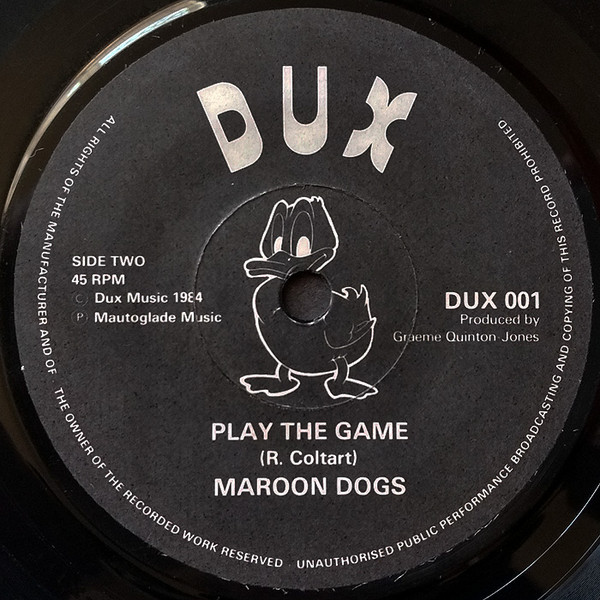 DUX
SIDE TWO
45 RPM
© Dux Music 1984
℗ Mautoglade Music
DUX 001
Produced by
Graeme Quinton-Jones
PLAY THE GAME
(R. Coltart)
MAROON DOGS
ALL RIGHTS OF THE MANUFACTURER AND OF THE OWNER OF THE RECORDED WORK RESERVED · UNAUTHORISED PUBLIC PERFORMANCE BROADCASTING AND COPYING OF THIS RECORD PROHIBITED